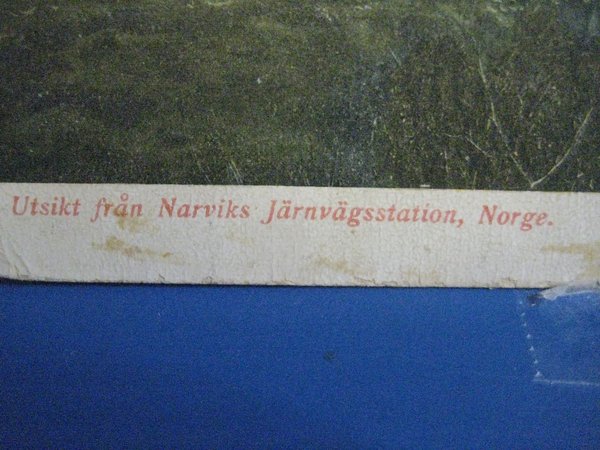 Utsikt från Narviks Järnvägsstation, Norge.